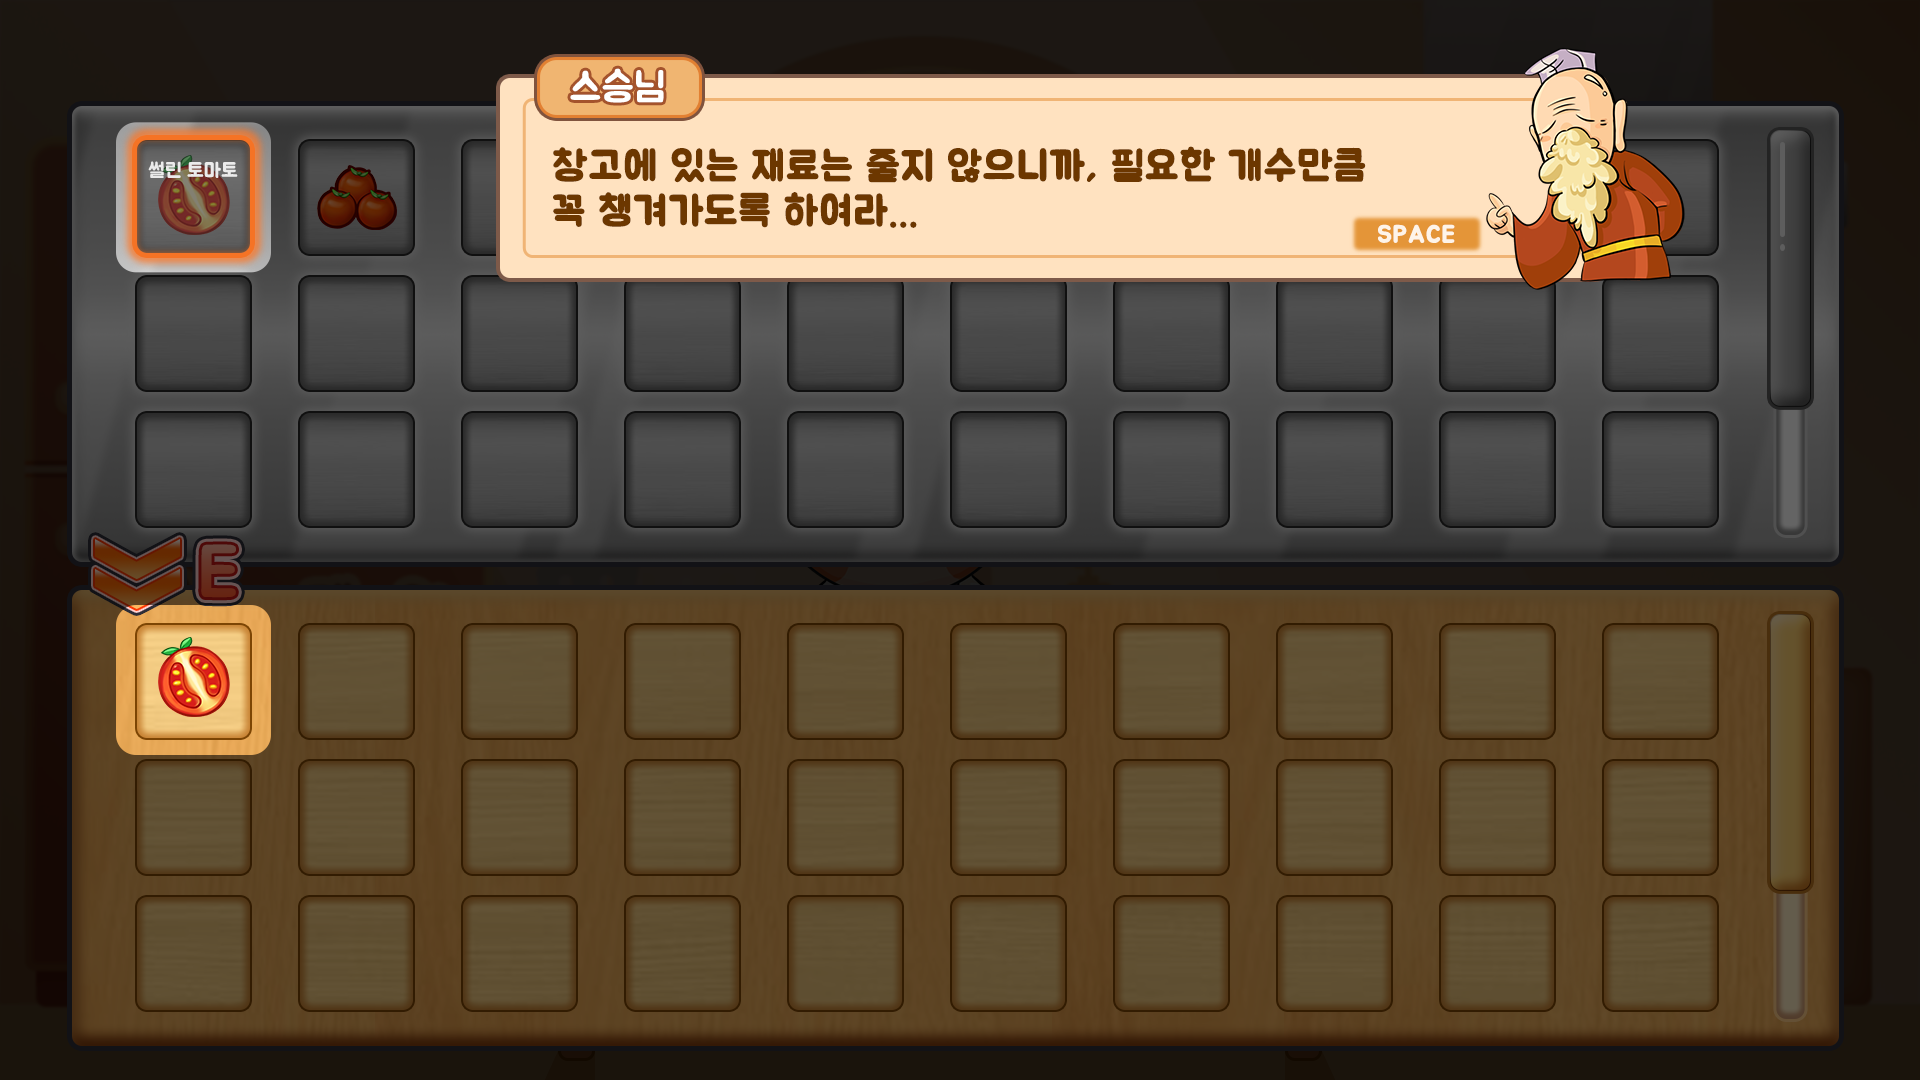 스승님
창고에 있는 재료는 줄지 않으니까, 필요한 개수만큼
꼭 챙겨가도록 하여라...
SPACE
썰린 토마토
E